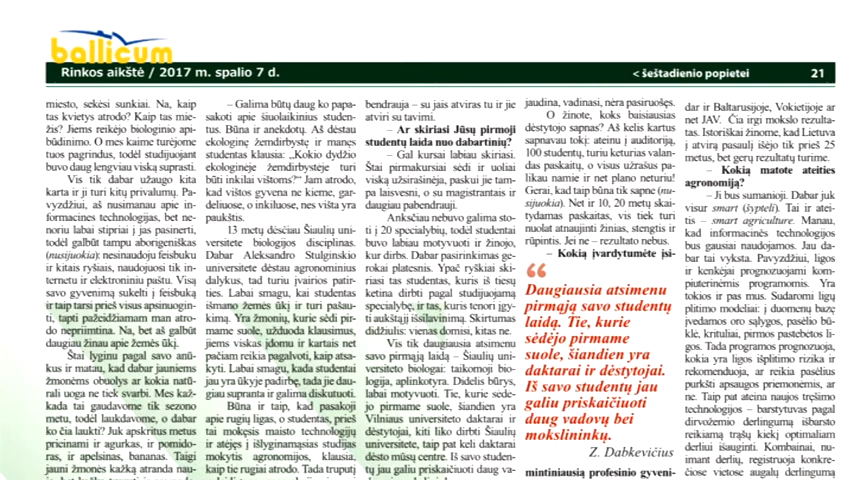 ballicum
Rinkos aikštė / 2017 m. spalio 7 d.
< šeštadienio popietei
21
miesto, sekėsi sunkiai. Na, kaip
tas kvietys atrodo? Kaip tas mie-
žis? Jiems reikėjo biologinio api-
būdinimo. O mes kaime turėjome
tuos pagrindus, todėl studijuojant
buvo daug lengviau viską suprasti.
Vis tik dabar užaugo kita
karta ir ji turi kitų privalumų. Pa-
vyzdžiui, aš nusimanau apie in-
formacines technologijas, bet ne-
noriu labai stipriai į jas pasinerti,
todėl galbūt tampu aborigeniškas
(nusijuokia): nesinaudoju feisbuku
ir kitais ryšiais, naudojuosi tik in-
ternetu ir elektroniniu paštu. Visą
savo gyvenimą sukelti į feisbuką
ir taip tarsi prieš visus apsinuogin-
ti, tapti pažeidžiamam man atro-
do nepriimtina. Na, bet aš galbūt
daugiau žinau apie žemės ūkį.
Štai lyginu pagal savo anū-
kus ir matau, kad dabar jauniems
žmonėms obuolys ar kokia natū-
rali uoga ne tiek svarbi. Mes kaž-
kada tai gaudavome tik sezono
metu, todėl laukdavome, o dabar
ko čia laukti? Juk apskritus metus
pricinami ir agurkas, ir pomido-
ras, ir apelsinas, bananas. Taigi
jauni žmonės kažką atranda nau-
– Galima būtų daug ko papa-
sakoti apie šiuolaikinius studen-
tus. Būna ir anekdotų. Aš dėstau
ekologinę žemdirbystę ir manęs
studentas klausia: „Kokio dydžio
ekologinėje žemdirbystėje turi
būti inkilai vištoms?“ Jam atrodo,
kad vištos gyvena ne kieme, gar-
deliuose, o inkiluose, nes višta yra
paukštis.
13 metų dėsčiau Šiaulių uni-
versitete biologijos disciplinas.
Dabar Aleksandro Stulginskio
universitete dėstau agronominius
dalykus, tad turiu įvairios patir-
ties. Labai smagu, kai studentas
išmano žemės ūkį ir turi pašau-
kimą. Yra žmonių, kurie sėdi pir-
mame suole, užduoda klausimus,
jiems viskas įdomu ir kartais net
pačiam reikia pagalvoti, kaip atsa-
kyti. Labai smagu, kada studentai
jau yra ūkyje padirbę, tada jie dau-
giau supranta ir galima diskutuoti.
Būna ir taip, kad pasakoji
apie rugių ligas, o studentas, prieš
tai mokęsis maisto technologijų
ir atėjęs į išlyginamąsias studijas
mokytis agronomijos, klausia,
kaip tie rugiai atrodo. Tada truputį
bendrauja – su jais atviras tu ir jie
atviri su tavimi.
– Ar skiriasi Jūsų pirmoji
studentų laida nuo dabartinių?
– Gal kursai labiau skiriasi.
Štai pirmakursiai sėdi ir uoliai
viską užsirašinėja, paskui jie tam-
pa laisvesni, o su magistrantais ir
daugiau pabendrauji.
Anksčiau nebuvo galima sto-
ti į 20 specialybių, todėl studentai
buvo labiau motyvuoti ir žinojo,
kur dirbs. Dabar pasirinkimas ge-
rokai platesnis. Ypač ryškiai ski-
riasi tas studentas, kuris iš tiesų
ketina dirbti pagal studijuojamą
specialybę, ir tas, kuris tenori įgy-
ti aukštąjį išsilavinimą. Skirtumas
didžiulis: vienas domisi, kitas ne.
Vis tik daugiausia atsimenu
savo pirmąją laidą – Šiaulių uni-
versiteto biologai: taikomoji bio-
logija, aplinkotyra. Didelis būrys,
labai motyvuoti. Tie, kurie sedė-
jo pirmame suole, šiandien yra
Vilniaus universiteto daktarai ir
dėstytojai, kiti liko dirbti Šiaulių
universitete, taip pat keli daktarai
dėsto mūsų centre. Iš savo studen-
tų jau galiu priskaičiuoti daug va-
jaudina, vadinasi, nėra pasiruošęs.
O žinote, koks baisiausias
dėstytojo sapnas? Aš kelis kartus
sapnavau tokį: ateinu į auditoriją,
100 studentų, turiu keturias valan-
das paskaitų, o visus užrašus pa-
likau namie ir net plano neturiu!
Gerai, kad taip būna tik sapne (nu-
sijuokia). Net ir 10, 20 metų skai-
tydamas paskaitas, vis tiek turi
nuolat atnaujinti žinias, stengtis ir
rūpintis. Jei ne – rezultato nebus.
– Kokią įvardytumėte įsi-
“
Daugiausia atsimenu
pirmąją savo studentų
laidą. Tie, kurie
sėdėjo pirmame
suole, šiandien yra
daktarai ir dėstytojai.
Iš savo studentų jau
galiu priskaičiuoti
daug vadovų bei
mokslininkų.
Z. Dabkevičius
mintiniausią profesinio gyveni-
dar ir Baltarusijoje, Vokietijoje ar
net JAV. Čia irgi mokslo rezulta-
tas. Istoriškai žinome, kad Lietuva
į atvirą pasaulį išėjo tik prieš 25
metus, bet gerų rezultatų turime.
– Kokią matote ateities
agronomiją?
– Ji bus sumanioji. Dabar juk
visur smart (šypteli). Tai ir atei-
tis – smart agriculture. Manau,
kad informacinės technologijos
bus gausiai naudojamos. Jau da-
bar tai vyksta. Pavyzdžiui, ligos
ir kenkėjai prognozuojami kom-
piuterinėmis programomis. Yra
tokios ir pas mus. Sudaromi ligų
plitimo modeliai: į duomenų bazę
įvedamos oro sąlygos, pasėlio bū-
klė, krituliai, pirmos pastebėtos li-
gos. Tada programos prognozuoja,
kokia yra ligos išplitimo rizika ir
rekomenduoja, ar reikia pasėlius
purkšti apsaugos priemonėmis, ar
ne. Taip pat ateina naujos tręšimo
technologijos – barstytuvas pagal
dirvožemio derlingumą išbarsto
reikiamą trąšų kiekį optimaliam
derliui išauginti. Kombainai, nu-
imant derlių, registruoja konkre-
čiose vietose augalų derlingumą.